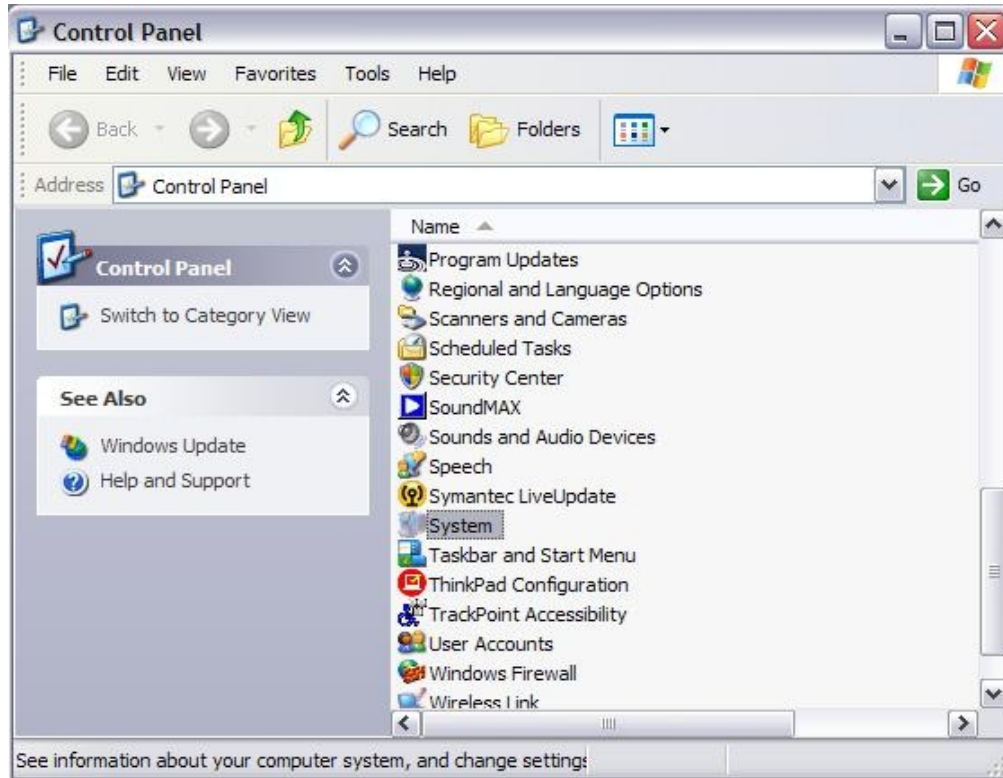 Control Panel
File Edit View Favorites Tools Help
Back Search Folders
Address Control Panel Go
Name
Control Panel
Switch to Category View
See Also
Windows Update
Help and Support
Program Updates
Regional and Language Options
Scanners and Cameras
Scheduled Tasks
Security Center
SoundMAX
Sounds and Audio Devices
Speech
Symantec LiveUpdate
System
Taskbar and Start Menu
ThinkPad Configuration
TrackPoint Accessibility
User Accounts
Windows Firewall
Wireless Link
See information about your computer system, and change settings